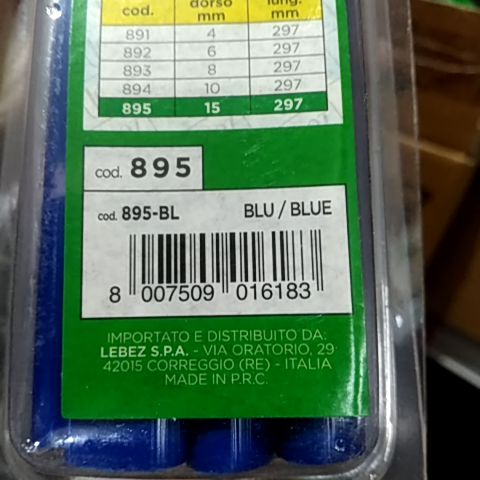 cod. dorso lung.
mm mm
891 4 297
892 6 297
893 8 297
894 10 297
895 15 297
cod. 895
cod. 895-BL BLU / BLUE
8 007509 016183
IMPORTATO E DISTRIBUITO DA:
LEBEZ S.P.A. - VIA ORATORIO, 29
42015 CORREGGIO (RE) - ITALIA
MADE IN P.R.C.